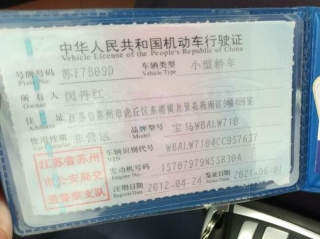 中华人民共和国机动车行驶证
Vehicle License of the People's Republic of China
号牌号码 苏E7B09D 车辆类型 小型轿车
Plate No. Vehicle Type
所有人 闵丹红
Owner
住址
使用性质 非营运 品牌型号 宝马WBALW710
车辆识别代号 WBALW7104CC957637
VIN
发动机号码 15707979N55B30A
Engine No.
江苏省苏州
市公安局交
通警察支队
注册日期 2012-04-24 发证日期 2021-06-01
Register Date Issue Date